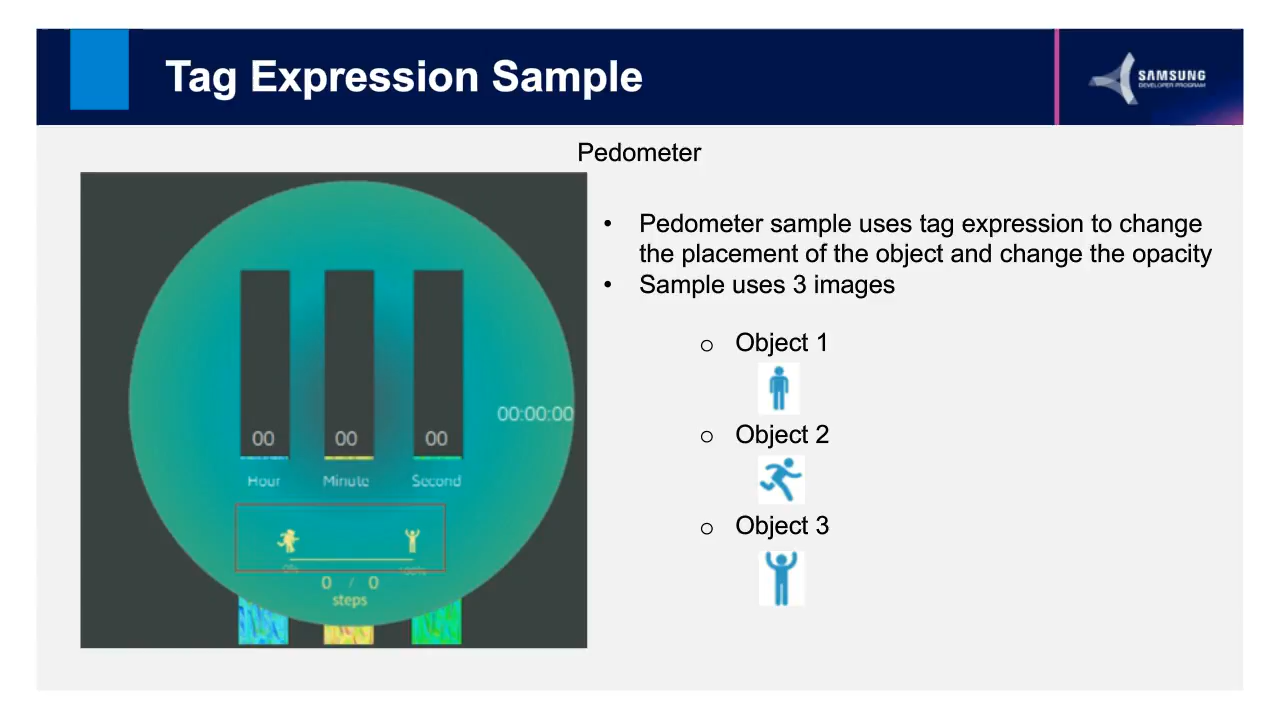 Tag Expression Sample
SAMSUNG
DEVELOPER PROGRAM
Pedometer
• Pedometer sample uses tag expression to change
the placement of the object and change the opacity
• Sample uses 3 images
o Object 1
o Object 2
o Object 3
00:00:00
00 00 00
Hour Minute Second
0% 100%
0 / 0
steps